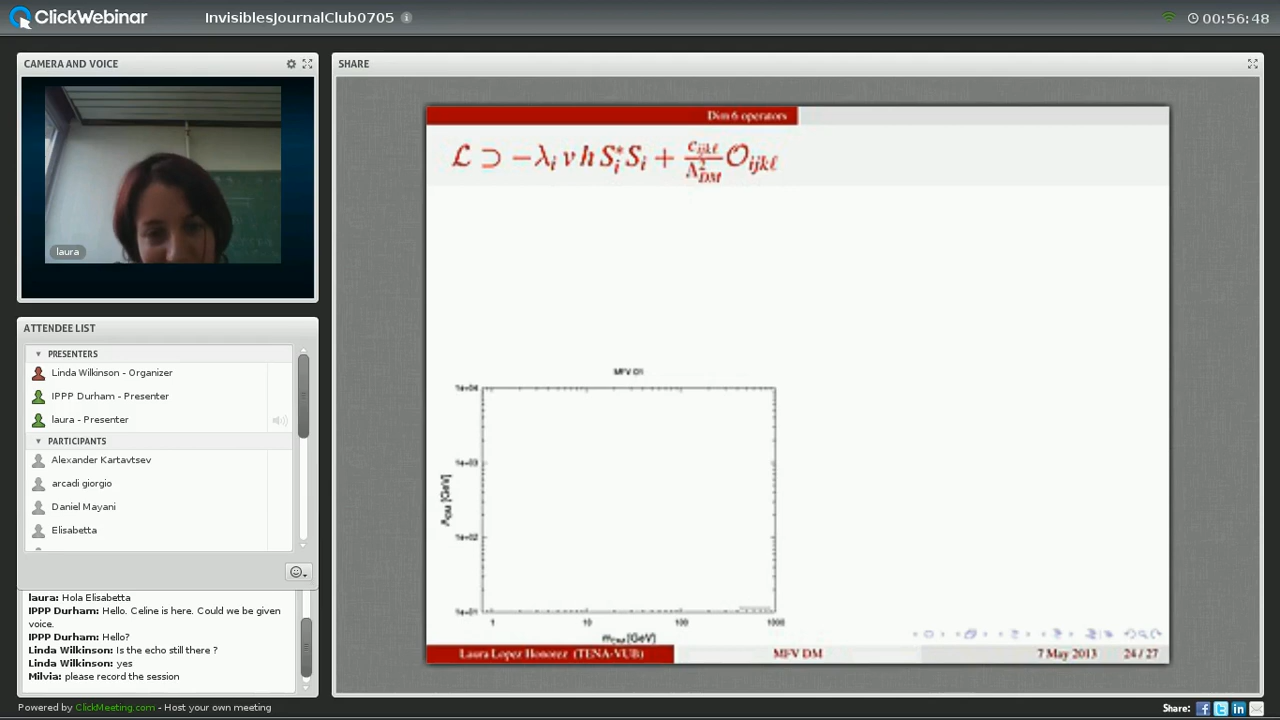 ClickWebinar
InvisiblesJournalClub0705
00:56:48
CAMERA AND VOICE
laura
ATTENDEE LIST
PRESENTERS
Linda Wilkinson - Organizer
IPPP Durham - Presenter
laura - Presenter
PARTICIPANTS
Alexander Kartavtsev
arcadi giorgio
Daniel Mayani
Elisabetta
laura: Hola Elisabetta
IPPP Durham: Hello. Celine is here. Could we be given
voice.
IPPP Durham: Hello?
Linda Wilkinson: Is the echo still there ?
Linda Wilkinson: yes
Milvia: please record the session
SHARE
Dim 6 operators
ℒ ⊃ −λᵢ v h Sᵢ* Sᵢ + c_ijkℓ/Λ²_DM 𝒪_ijkℓ
MFV O1
1e+04
1e+03
1e+02
1e+01
Λ_DM [GeV]
1 10 100 1000
m_DM [GeV]
Laura Lopez Honorez (TENA-VUB) MFV DM 7 May 2013 24 / 27
Powered by ClickMeeting.com - Host your own meeting
Share: